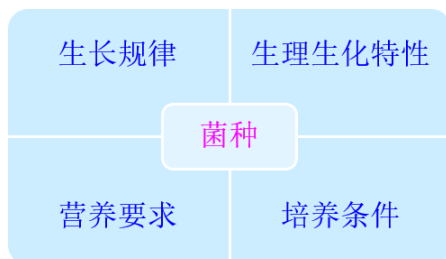 生长规律
生理生化特性
菌种
营养要求
培养条件